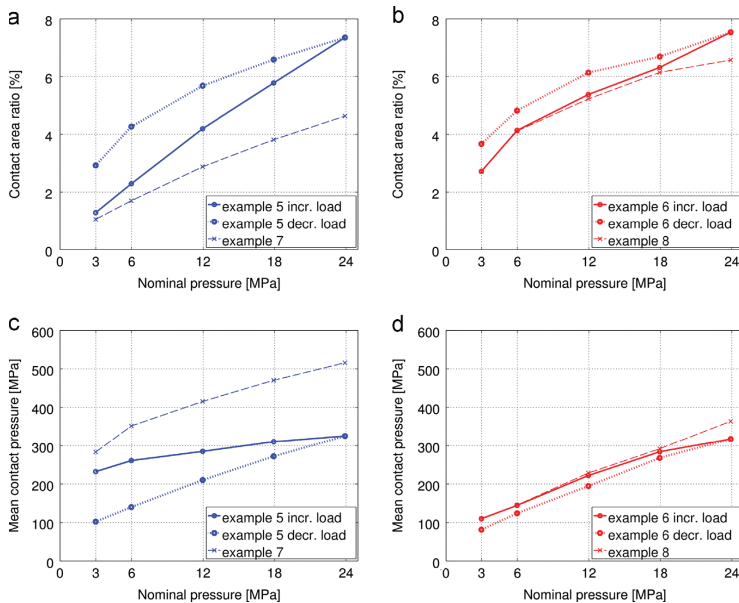 a
Contact area ratio [%]
8
6
4
2
0
example 5 incr. load
example 5 decr. load
example 7
0 3 6 12 18 24
Nominal pressure [MPa]
b
Contact area ratio [%]
8
6
4
2
0
example 6 incr. load
example 6 decr. load
example 8
0 3 6 12 18 24
Nominal pressure [MPa]
c
Mean contact pressure [MPa]
600
500
400
300
200
100
0
example 5 incr. load
example 5 decr. load
example 7
0 3 6 12 18 24
Nominal pressure [MPa]
d
Mean contact pressure [MPa]
600
500
400
300
200
100
0
example 6 incr. load
example 6 decr. load
example 8
0 3 6 12 18 24
Nominal pressure [MPa]